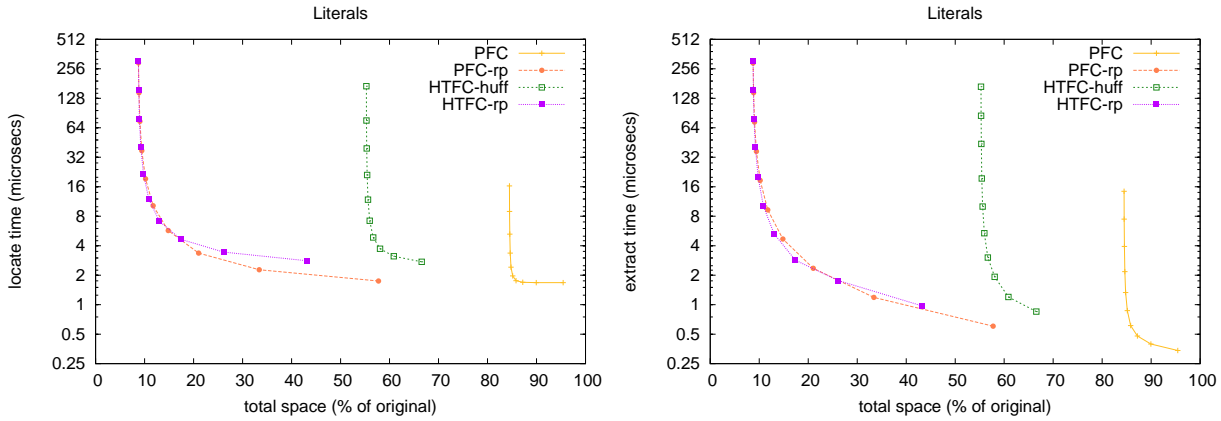 Literals
512
256
128
64
32
16
8
4
2
1
0.5
0.25
locate time (microsecs)
PFC
PFC-rp
HTFC-huff
HTFC-rp
0 10 20 30 40 50 60 70 80 90 100
total space (% of original)
Literals
512
256
128
64
32
16
8
4
2
1
0.5
0.25
extract time (microsecs)
PFC
PFC-rp
HTFC-huff
HTFC-rp
0 10 20 30 40 50 60 70 80 90 100
total space (% of original)